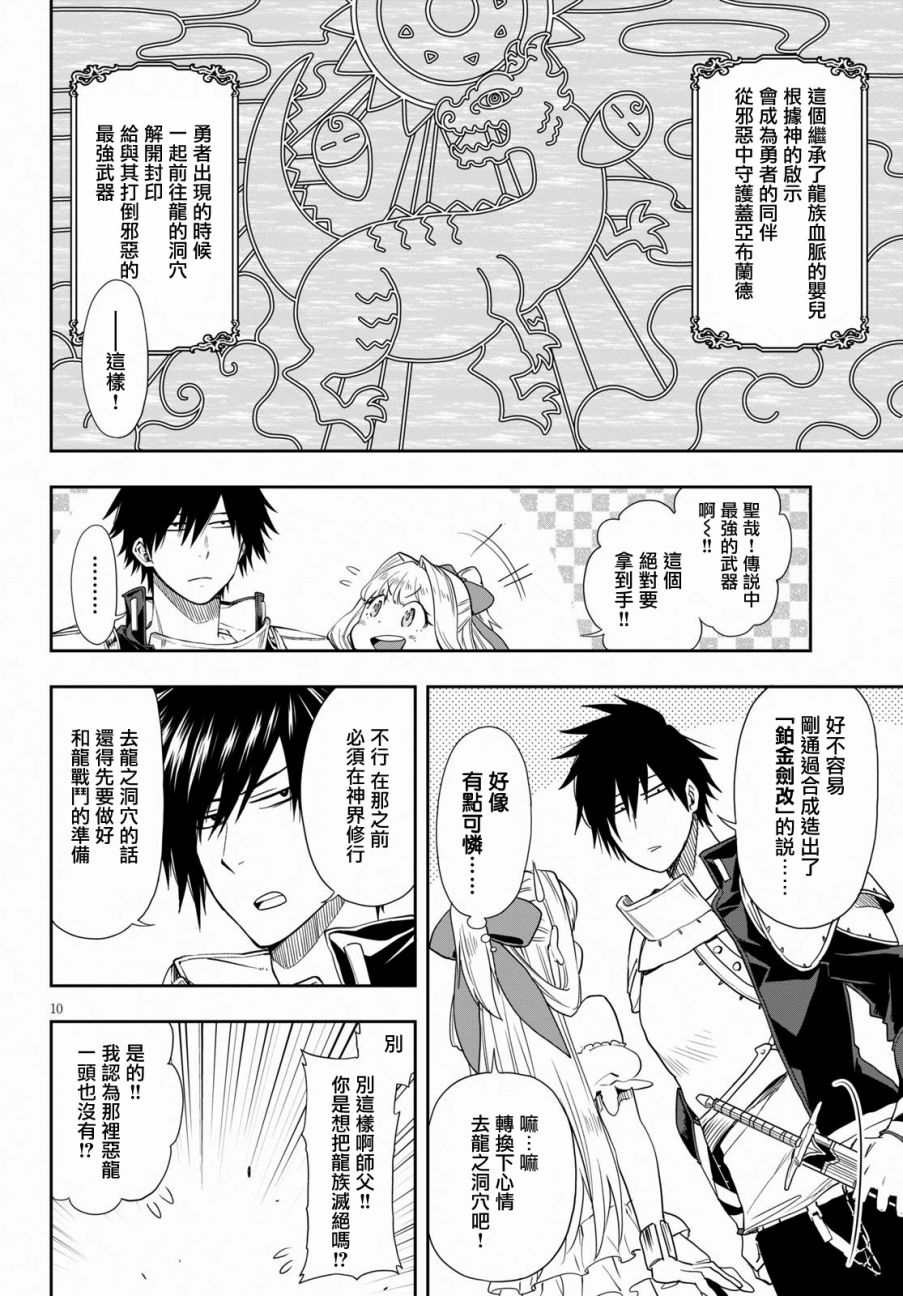 這個繼承了龍族血脈的嬰兒
根據神的啟示
會成為勇者的同伴
從邪惡中守護蓋亞布蘭德
勇者出現的時候
一起前往龍的洞穴
解開封印
給與其打倒邪惡的
最強武器
——這樣！
聖哉！傳說中
最強的武器
啊～!!
這個
絕對要
拿到手!!
………
好不容易
剛通過合成造出了
「鉑金劍改」的說……
好像
有點可憐……
嘛…嘛
轉換下心情
去龍之洞穴吧！
不行 在那之前
必須在神界修行
去龍之洞穴的話
還得先要做好
和龍戰鬥的準備
別
別這樣啊師父!!
你是想把龍族滅絕嗎!?
是的!!
我認為那裡惡龍
一頭也沒有!?
10